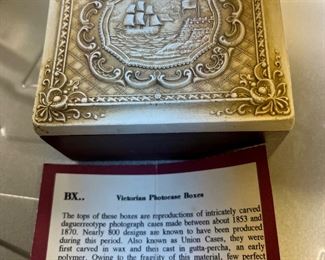 BX.. Victorian Photocase Boxes
The tops of these boxes are reproductions of intricately carved
daguerreotype photograph cases made between about 1853 and
1870. Nearly 800 designs are known to have been produced
during this period. Also known as Union Cases, they were
first carved in wax and then cast in gutta-percha, an early
polymer. Owing to the fragility of this material, few perfect